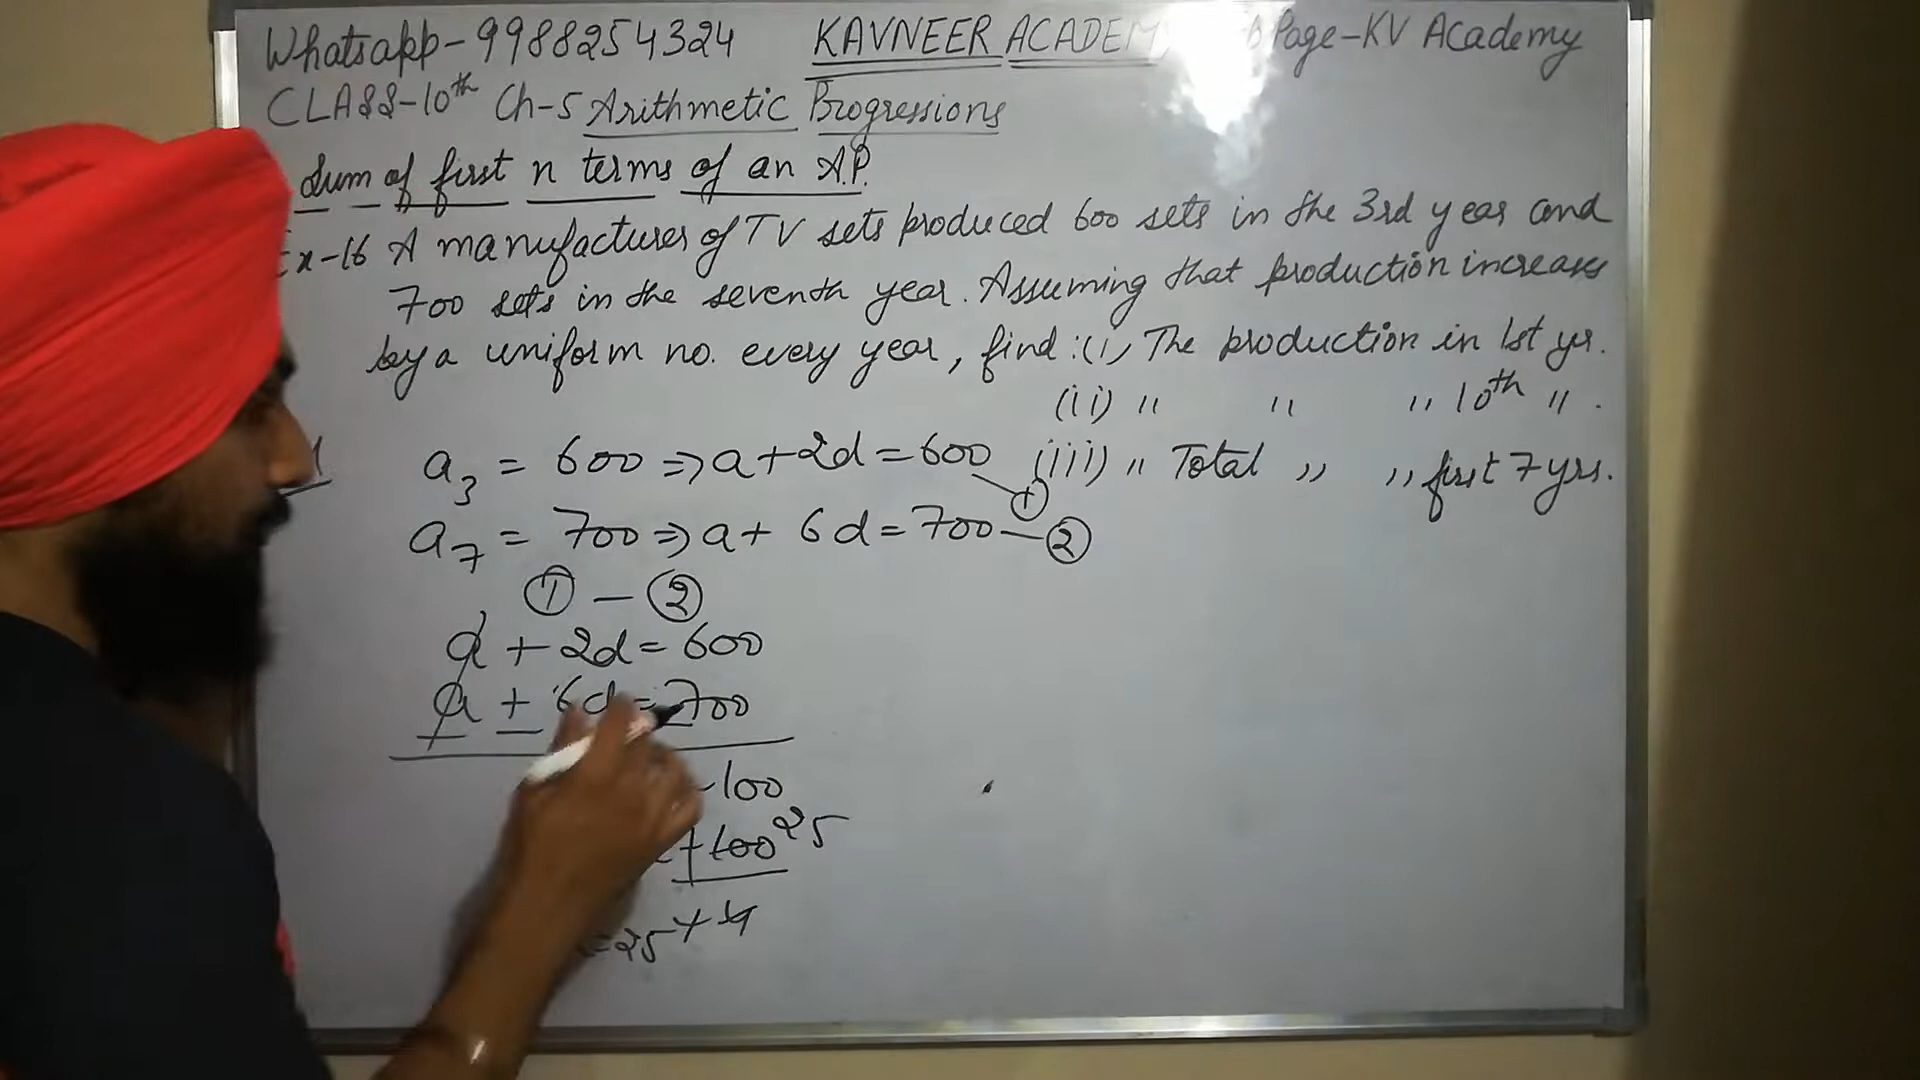 Whatsapp-9988254324 KAVNEER ACADEM Page-KV Academy
CLASS-10th Ch-5 Arithmetic Progressions
Sum of first n terms of an A.P.
Ex-16 A manufacturer of TV sets produced 600 sets in the 3rd year and
700 sets in the seventh year. Assuming that production increases
by a uniform no. every year, find :(i) The production in 1st yr.
(ii) " " " 10th " .
a3 = 600 ⇒ a+2d=600 (iii) " Total " " first 7 yrs.
①
a7 = 700 ⇒ a+ 6d=700 — ②
① — ②
a + 2d = 600
a + 6d = 700
-100
+100 25
=25 +4